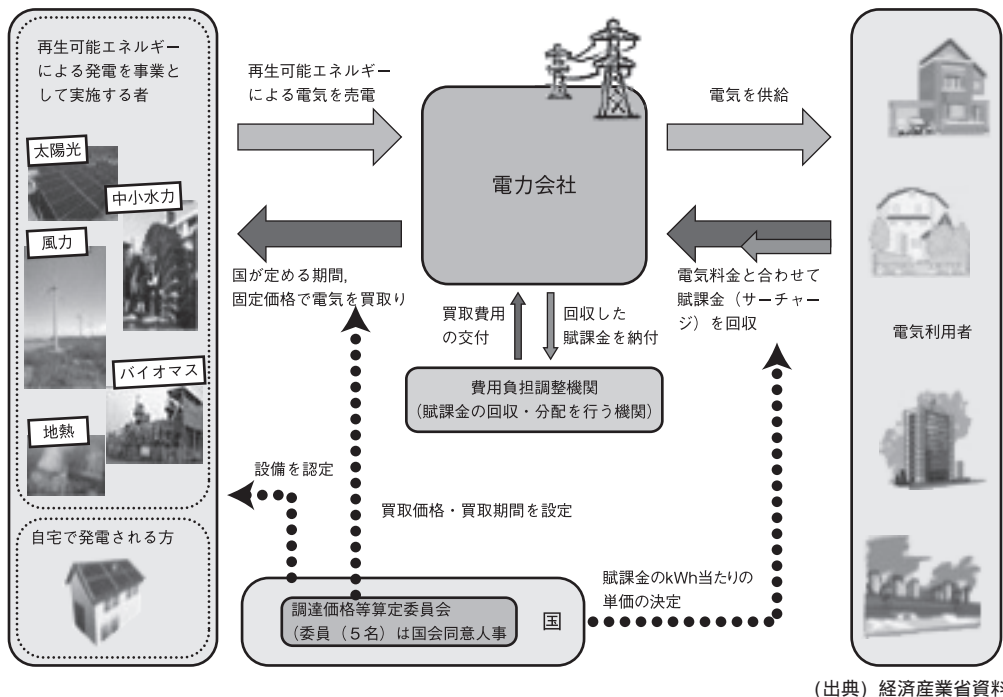 再生可能エネルギー
による発電を事業と
して実施する者
太陽光
中小水力
風力
バイオマス
地熱
自宅で発電される方
再生可能エネルギー
による電気を売電
国が定める期間,
固定価格で電気を買取り
電力会社
電気を供給
電気料金と合わせて
賦課金（サーチャー
ジ）を回収
電気利用者
買取費用
の交付
回収した
賦課金を納付
費用負担調整機関
（賦課金の回収・分配を行う機関）
設備を認定
買取価格・買取期間を設定
賦課金のkWh当たりの
単価の決定
調達価格等算定委員会
（委員（５名）は国会同意人事
国
（出典）経済産業省資料